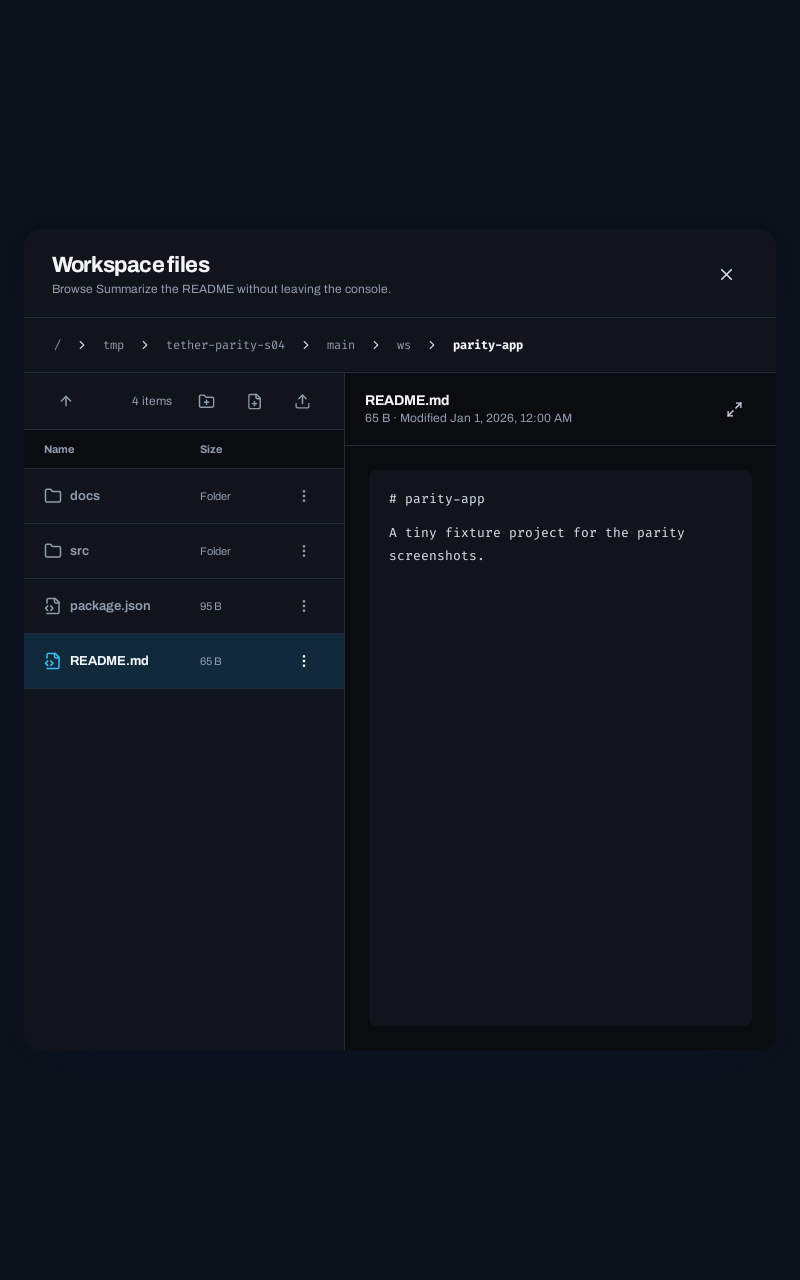 Workspace files
Browse Summarize the README without leaving the console.
/ tmp tether-parity-s04 main ws parity-app
4 items
Name Size
docs Folder
src Folder
package.json 95 B
README.md 65 B
README.md
65 B · Modified Jan 1, 2026, 12:00 AM
# parity-app
A tiny fixture project for the parity
screenshots.